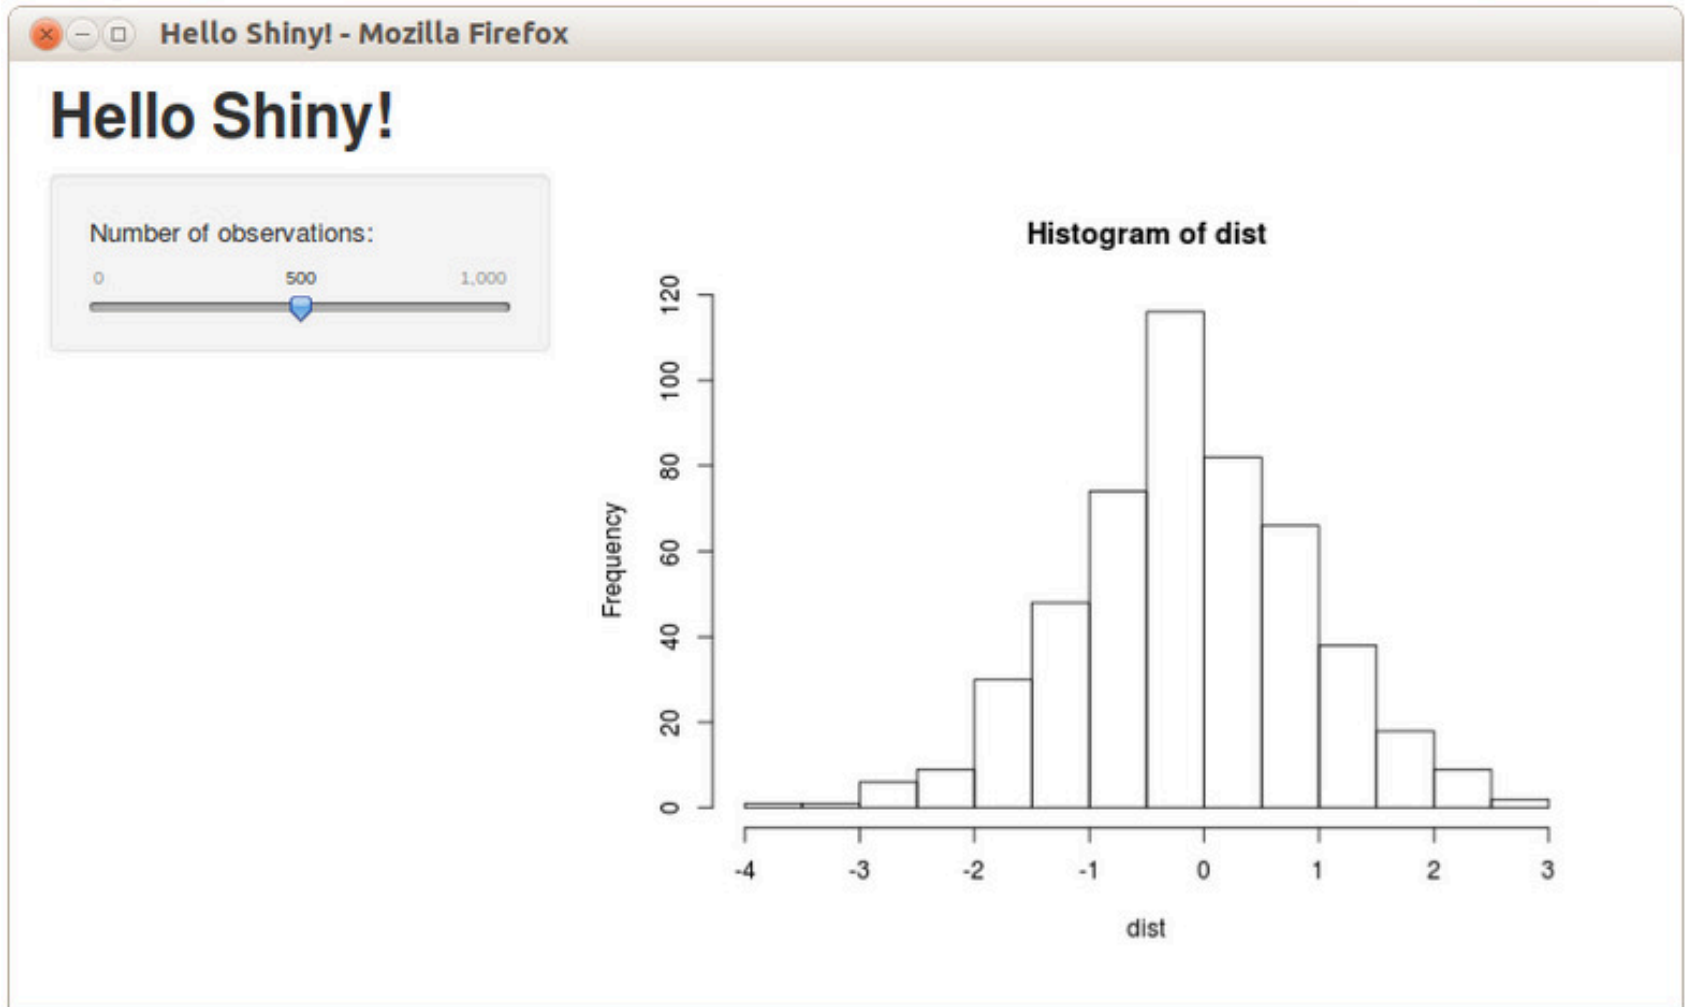 Hello Shiny! - Mozilla Firefox
Hello Shiny!
Number of observations:
0 500 1,000
Histogram of dist
Frequency
120
100
80
60
40
20
0
-4 -3 -2 -1 0 1 2 3
dist